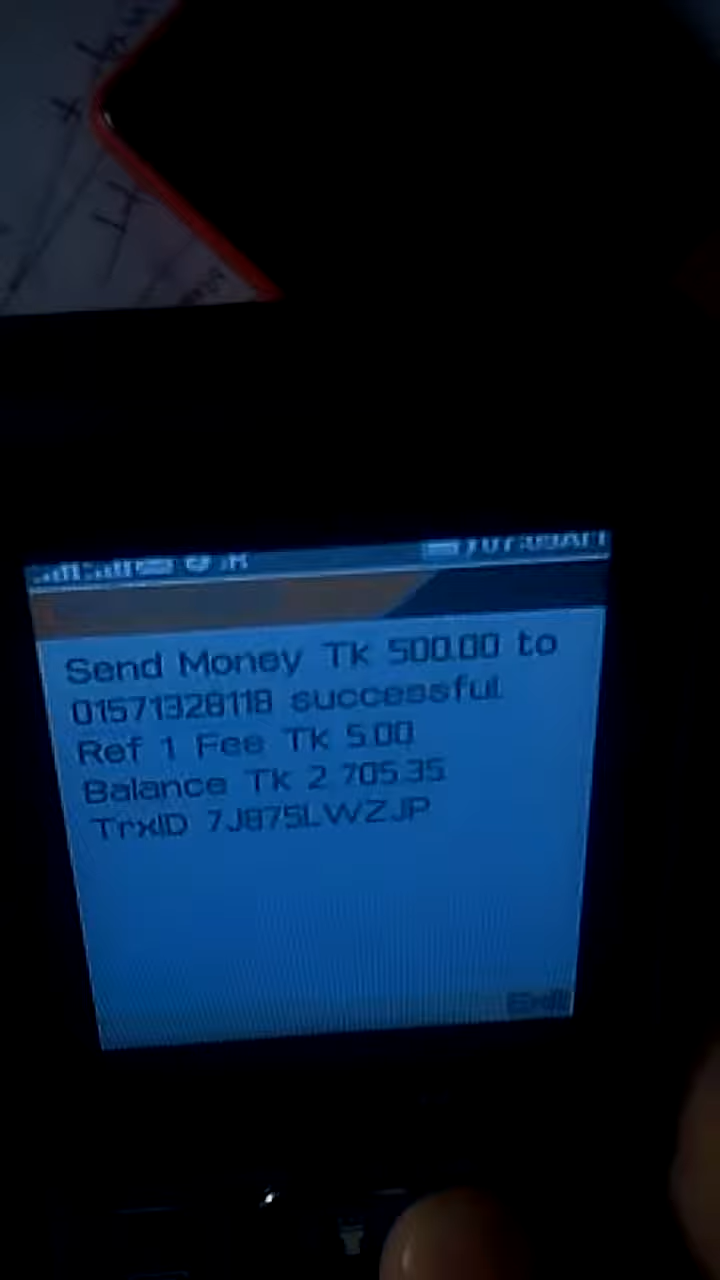 Send Money Tk 500.00 to
01571328118 successful.
Ref 1 Fee Tk 5.00
Balance Tk 2,705.35
TrxID 7J875LWZJP
Exit